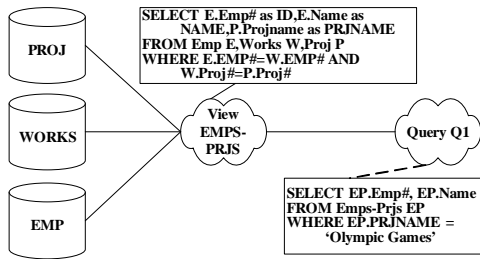 SELECT E.Emp# as ID,E.Name as
NAME,P.Projname as PRJNAME
FROM Emp E,Works W,Proj P
WHERE E.EMP#=W.EMP# AND
W.Proj#=P.Proj#
PROJ
WORKS
EMP
View
EMPS-
PRJS
Query Q1
SELECT EP.Emp#, EP.Name
FROM Emps-Prjs EP
WHERE EP.PRJNAME =
‘Olympic Games’